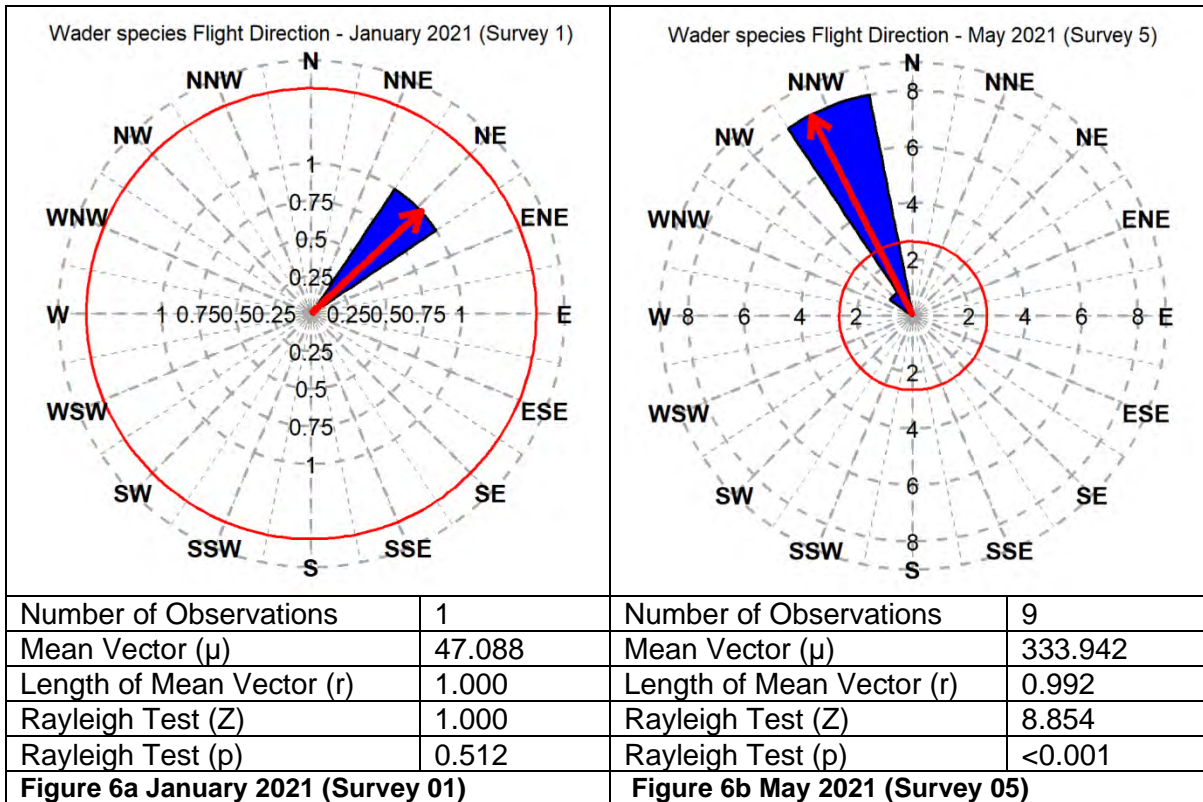 Wader species Flight Direction - January 2021 (Survey 1)
N
NNW
NNE
NW
NE
1
0.75
WNW
ENE
0.5
0.25
W
1 0.75 0.50 0.25
0.25 0.50 0.75 1
E
0.25
0.5
WSW
ESE
0.75
1
SW
SE
SSW
SSE
S
Wader species Flight Direction - May 2021 (Survey 5)
N
NNW
NNE
8
NW
NE
6
4
WNW
ENE
2
W 8 6 4 2
2 4 6 8 E
2
WSW
ESE
4
6
SW
SE
8
SSW
SSE
S
Number of Observations 1
Mean Vector (µ) 47.088
Length of Mean Vector (r) 1.000
Rayleigh Test (Z) 1.000
Rayleigh Test (p) 0.512
Figure 6a January 2021 (Survey 01)
Number of Observations 9
Mean Vector (µ) 333.942
Length of Mean Vector (r) 0.992
Rayleigh Test (Z) 8.854
Rayleigh Test (p) <0.001
Figure 6b May 2021 (Survey 05)